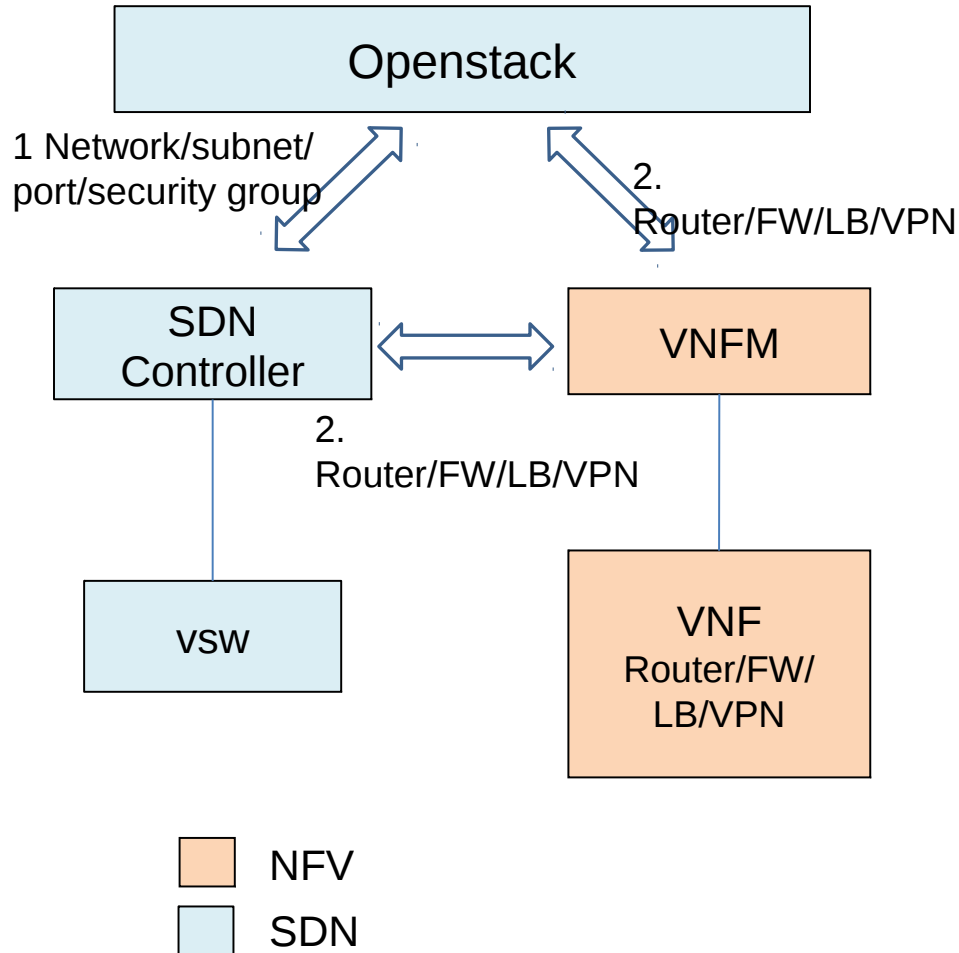 Openstack
1 Network/subnet/
port/security group
2.
Router/FW/LB/VPN
SDN
Controller
VNFM
2.
Router/FW/LB/VPN
vsw
VNF
Router/FW/
LB/VPN
NFV
SDN